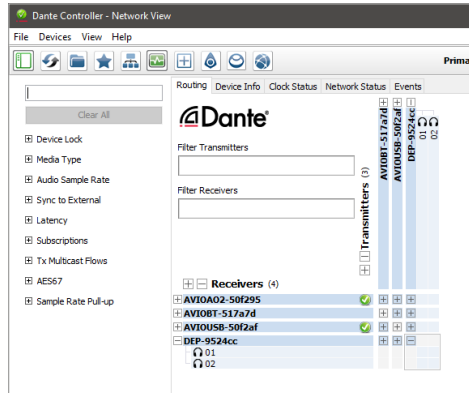 Dante Controller - Network View
File Devices View Help
Prima
Routing Device Info Clock Status Network Status Events
Clear All
Device Lock
Media Type
Audio Sample Rate
Sync to External
Latency
Subscriptions
Tx Multicast Flows
AES67
Sample Rate Pull-up
Dante
Filter Transmitters
Filter Receivers
Transmitters (3)
AVIOBT-517a7d
AVIOUSB-50f2af
DEP-9524cc
01
02
Receivers (4)
AVIOAO2-50f295
AVIOBT-517a7d
AVIOUSB-50f2af
DEP-9524cc
01
02